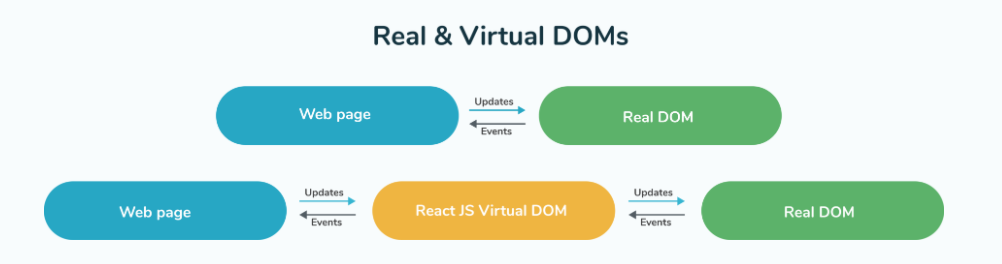 Real & Virtual DOMs
Web page
Updates
Events
Real DOM
Web page
Updates
Events
React JS Virtual DOM
Updates
Events
Real DOM